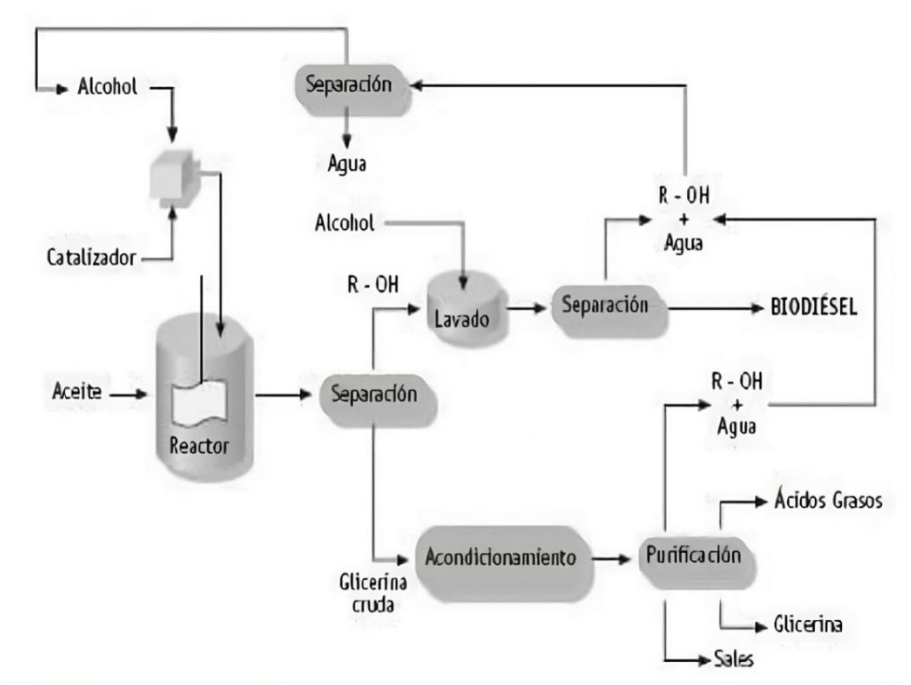 Alcohol
Separación
Agua
Catalizador
Alcohol
R - OH
+
Agua
R - OH
Lavado
Separación
BIODIÉSEL
Aceite
Reactor
Separación
R - OH
+
Agua
Ácidos Grasos
Glicerina
cruda
Acondicionamiento
Purificación
Glicerina
Sales